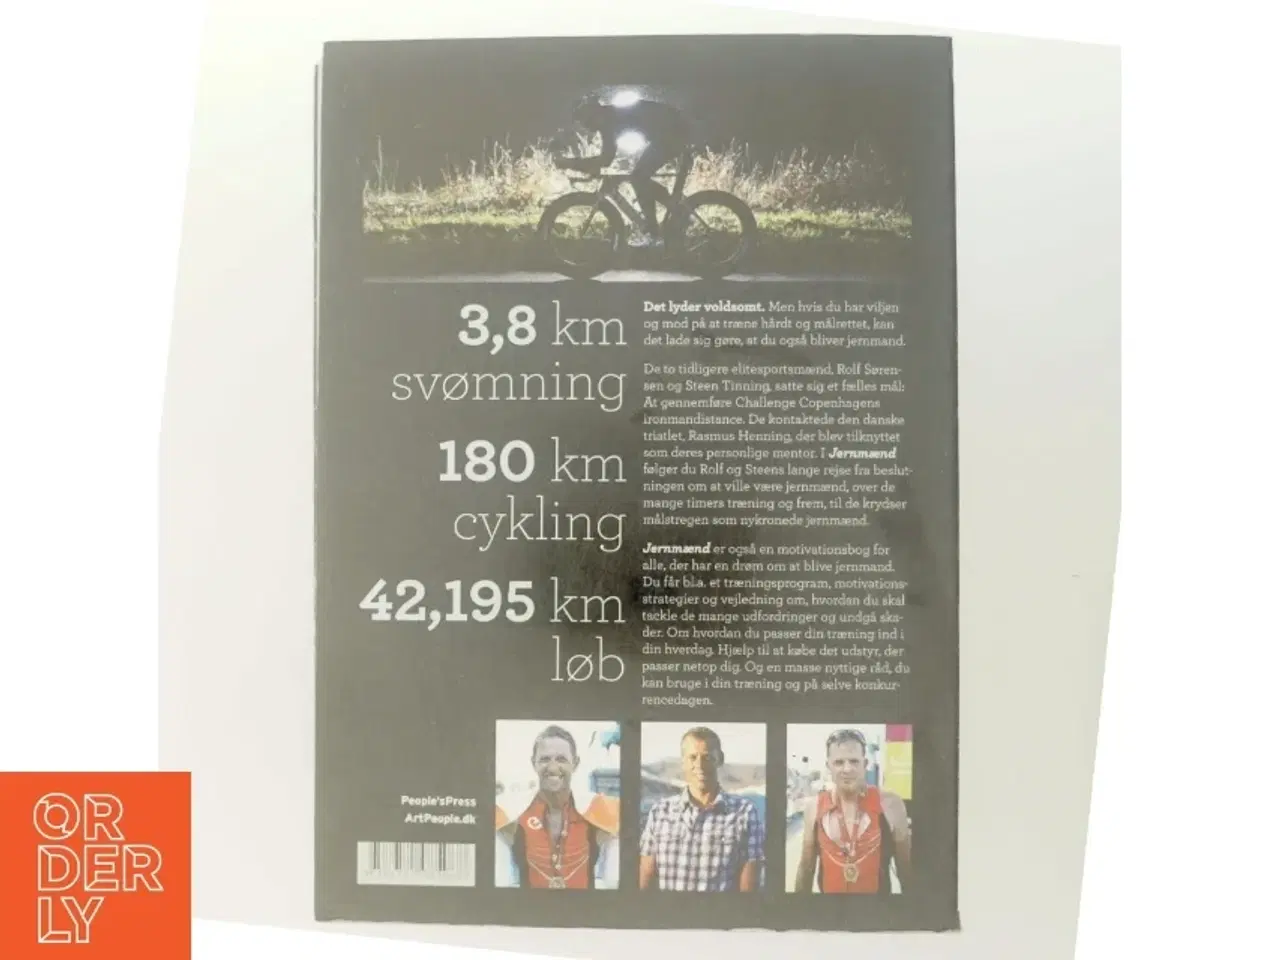 3,8 km
svømning
180 km
cykling
42,195 km
løb
Det lyder voldsomt. Men hvis du har viljen
og mod på at træne hårdt og målrettet, kan
det lade sig gøre, at du også bliver jernmand.
De to tidligere elitesportsmænd, Rolf Søren-
sen og Steen Tinning, satte sig et fælles mål:
At gennemføre Challenge Copenhagens
ironmandistance. De kontaktede den danske
triatlet, Rasmus Henning, der blev tilknyttet
som deres personlige mentor. I Jernmænd
følger du Rolf og Steens lange rejse fra beslut-
ningen om at ville være jernmænd, over de
mange timers træning og frem, til de krydser
målstregen som nykronede jernmænd.
Jernmænd er også en motivationsbog for
alle, der har en drøm om at blive jernmand.
Du får bl.a. et træningsprogram, motivations-
strategier og vejledning om, hvordan du skal
tackle de mange udfordringer og undgå ska-
der. Om hvordan du passer din træning ind i
din hverdag. Hjælp til at købe det udstyr, der
passer netop dig. Og en masse nyttige råd, du
kan bruge i din træning og på selve konkur-
rencedagen.
People'sPress
ArtPeople.dk
OR
DER
LY